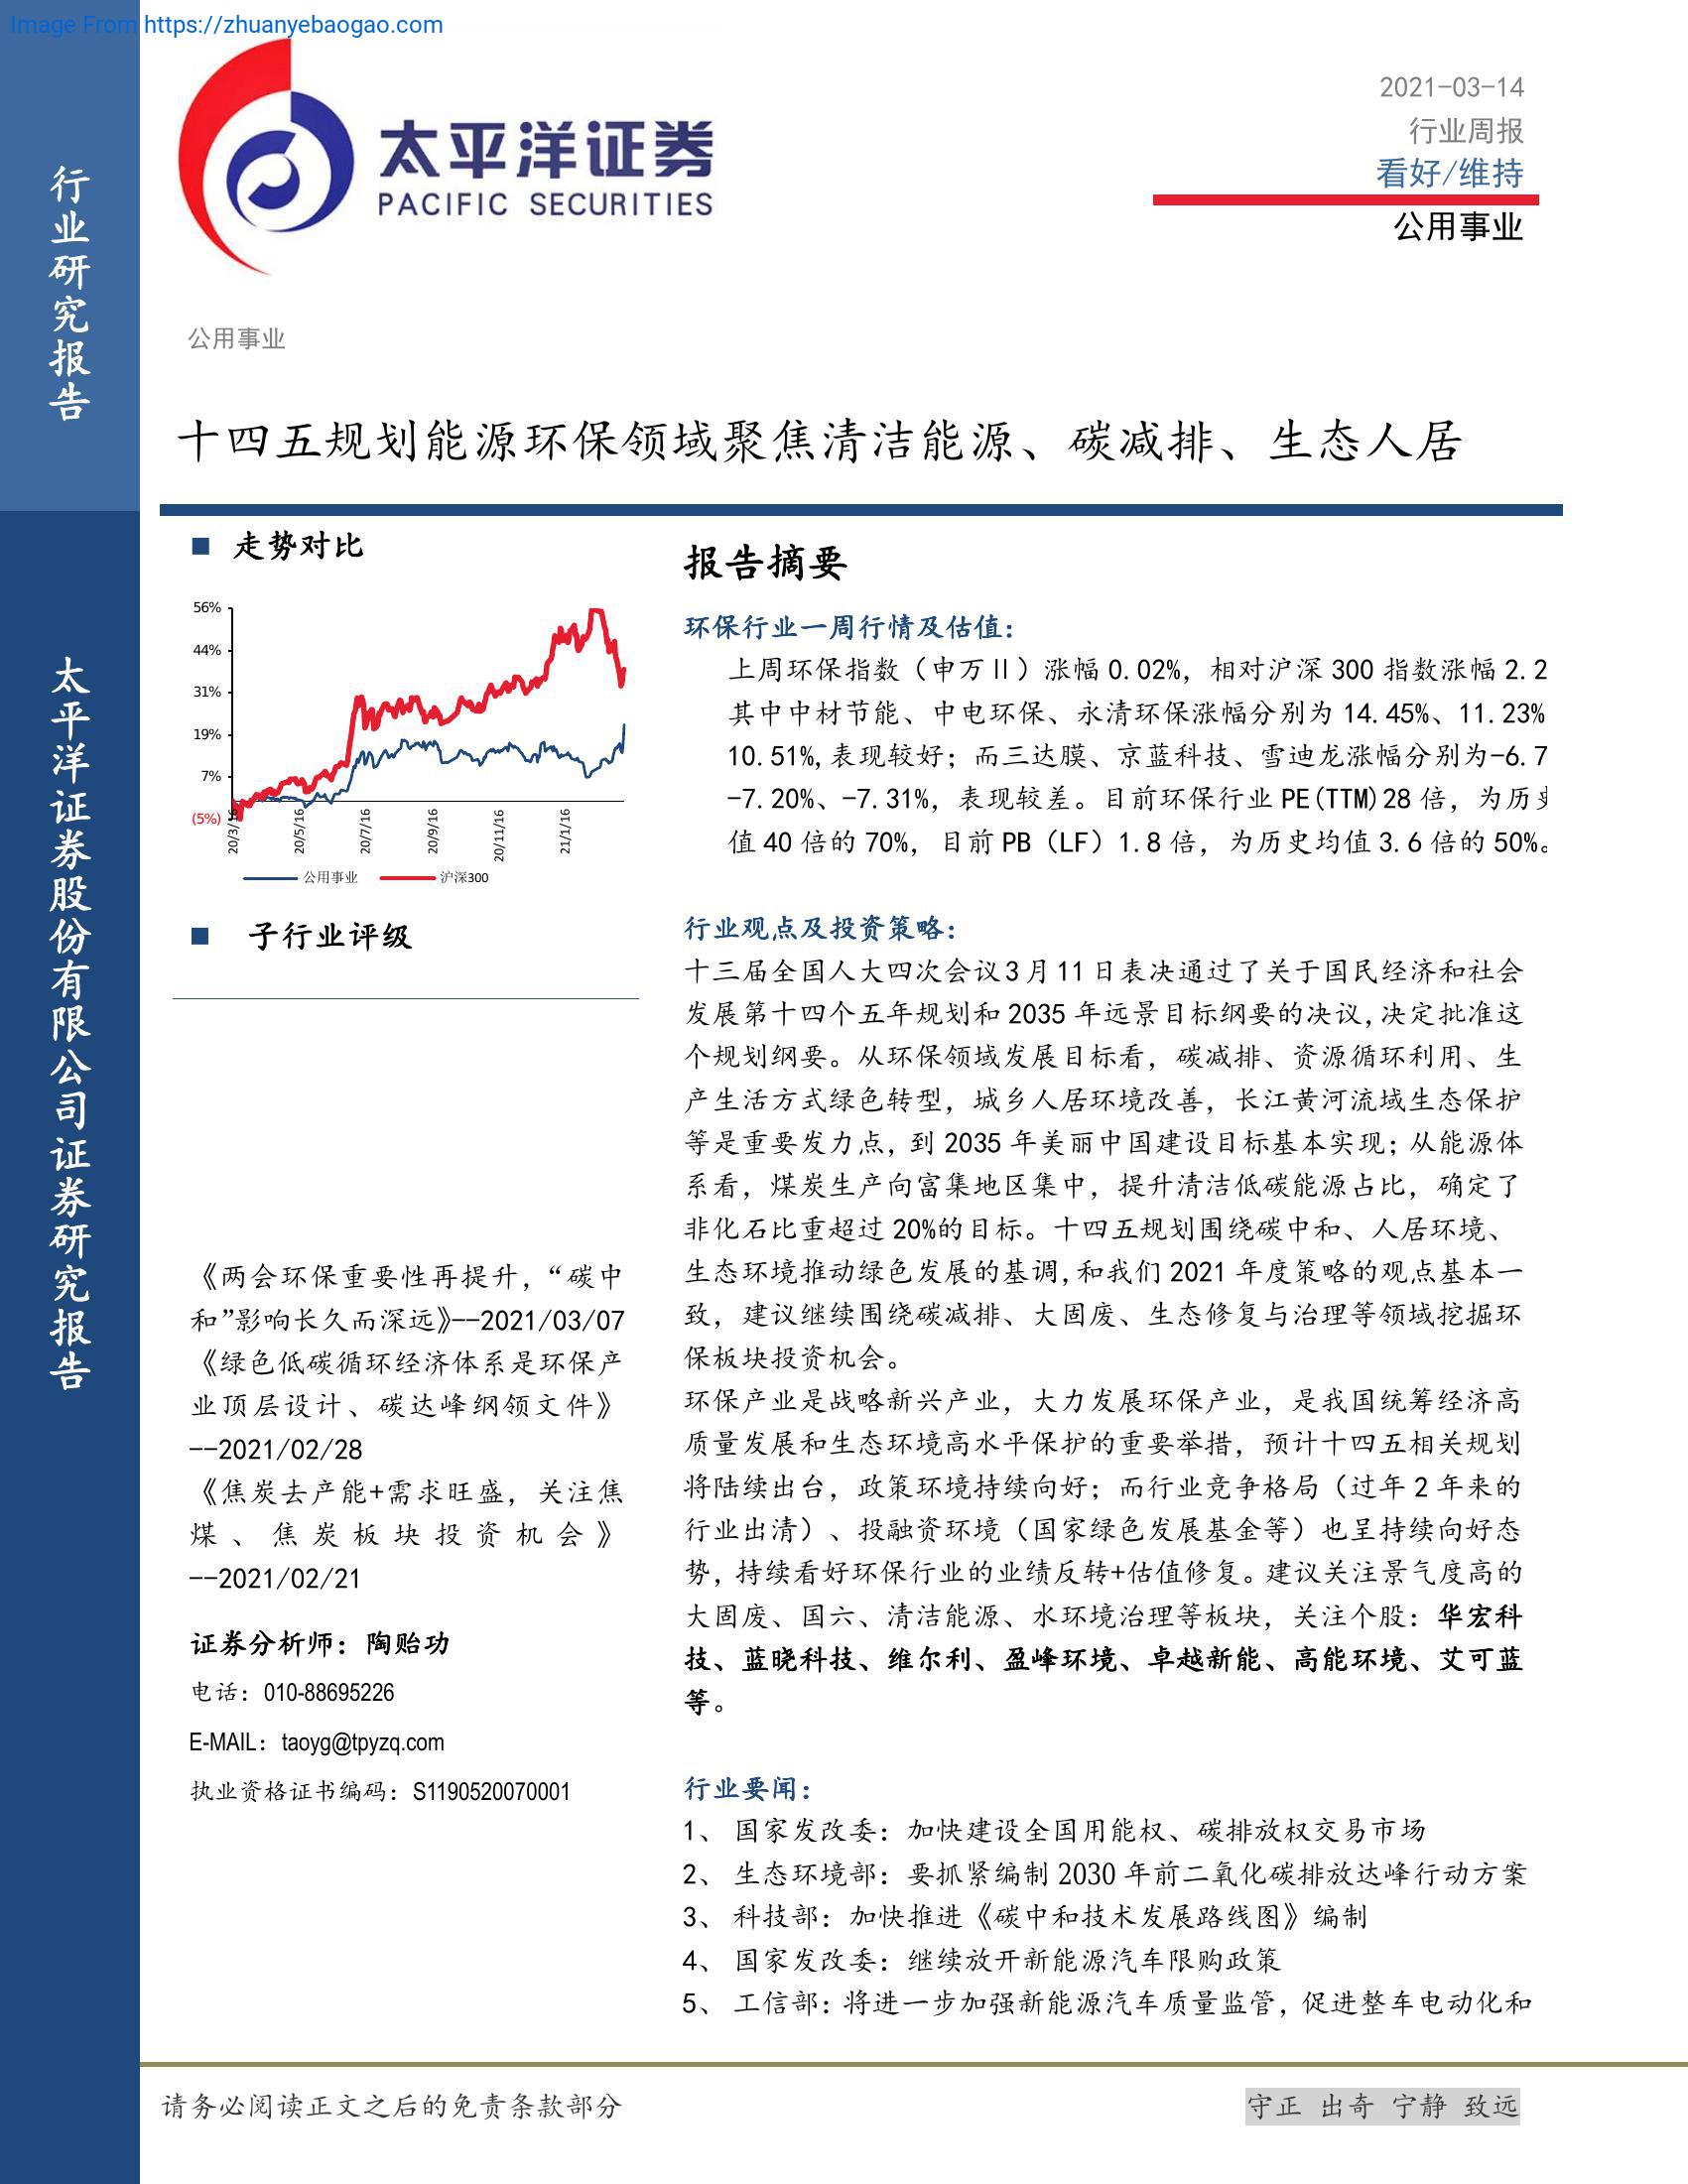 Image From https://zhuanyebaogao.com
行业研究报告
太平洋证券股份有限公司证券研究报告
太平洋证券
PACIFIC SECURITIES
2021-03-14
行业周报
看好/维持
公用事业
公用事业
十四五规划能源环保领域聚焦清洁能源、碳减排、生态人居
■ 走势对比
56%
44%
31%
19%
7%
(5%)
20/3/16
20/5/16
20/7/16
20/9/16
20/11/16
21/1/16
公用事业 沪深300
■ 子行业评级
《两会环保重要性再提升，“碳中
和”影响长久而深远》--2021/03/07
《绿色低碳循环经济体系是环保产
业顶层设计、碳达峰纲领文件》
--2021/02/28
《焦炭去产能+需求旺盛，关注焦
煤、焦炭板块投资机会》
--2021/02/21
证券分析师：陶贻功
电话：010-88695226
E-MAIL：taoyg@tpyzq.com
执业资格证书编码：S1190520070001
报告摘要
环保行业一周行情及估值：
上周环保指数（申万Ⅱ）涨幅 0.02%，相对沪深 300 指数涨幅 2.2
其中中材节能、中电环保、永清环保涨幅分别为 14.45%、11.23%
10.51%,表现较好；而三达膜、京蓝科技、雪迪龙涨幅分别为-6.7
-7.20%、-7.31%，表现较差。目前环保行业 PE(TTM)28 倍，为历
值 40 倍的 70%，目前 PB（LF）1.8 倍，为历史均值 3.6 倍的 50%。
行业观点及投资策略：
十三届全国人大四次会议3月11日表决通过了关于国民经济和社会
发展第十四个五年规划和 2035 年远景目标纲要的决议,决定批准这
个规划纲要。从环保领域发展目标看，碳减排、资源循环利用、生
产生活方式绿色转型，城乡人居环境改善，长江黄河流域生态保护
等是重要发力点，到 2035 年美丽中国建设目标基本实现；从能源体
系看，煤炭生产向富集地区集中，提升清洁低碳能源占比，确定了
非化石比重超过 20%的目标。十四五规划围绕碳中和、人居环境、
生态环境推动绿色发展的基调,和我们 2021 年度策略的观点基本一
致，建议继续围绕碳减排、大固废、生态修复与治理等领域挖掘环
保板块投资机会。
环保产业是战略新兴产业，大力发展环保产业，是我国统筹经济高
质量发展和生态环境高水平保护的重要举措，预计十四五相关规划
将陆续出台，政策环境持续向好；而行业竞争格局（过年 2 年来的
行业出清）、投融资环境（国家绿色发展基金等）也呈持续向好态
势，持续看好环保行业的业绩反转+估值修复。建议关注景气度高的
大固废、国六、清洁能源、水环境治理等板块，关注个股：华宏科
技、蓝晓科技、维尔利、盈峰环境、卓越新能、高能环境、艾可蓝
等。
行业要闻：
1、 国家发改委：加快建设全国用能权、碳排放权交易市场
2、 生态环境部：要抓紧编制 2030 年前二氧化碳排放达峰行动方案
3、 科技部：加快推进《碳中和技术发展路线图》编制
4、 国家发改委：继续放开新能源汽车限购政策
5、 工信部：将进一步加强新能源汽车质量监管，促进整车电动化和
请务必阅读正文之后的免责条款部分
守正 出奇 宁静 致远